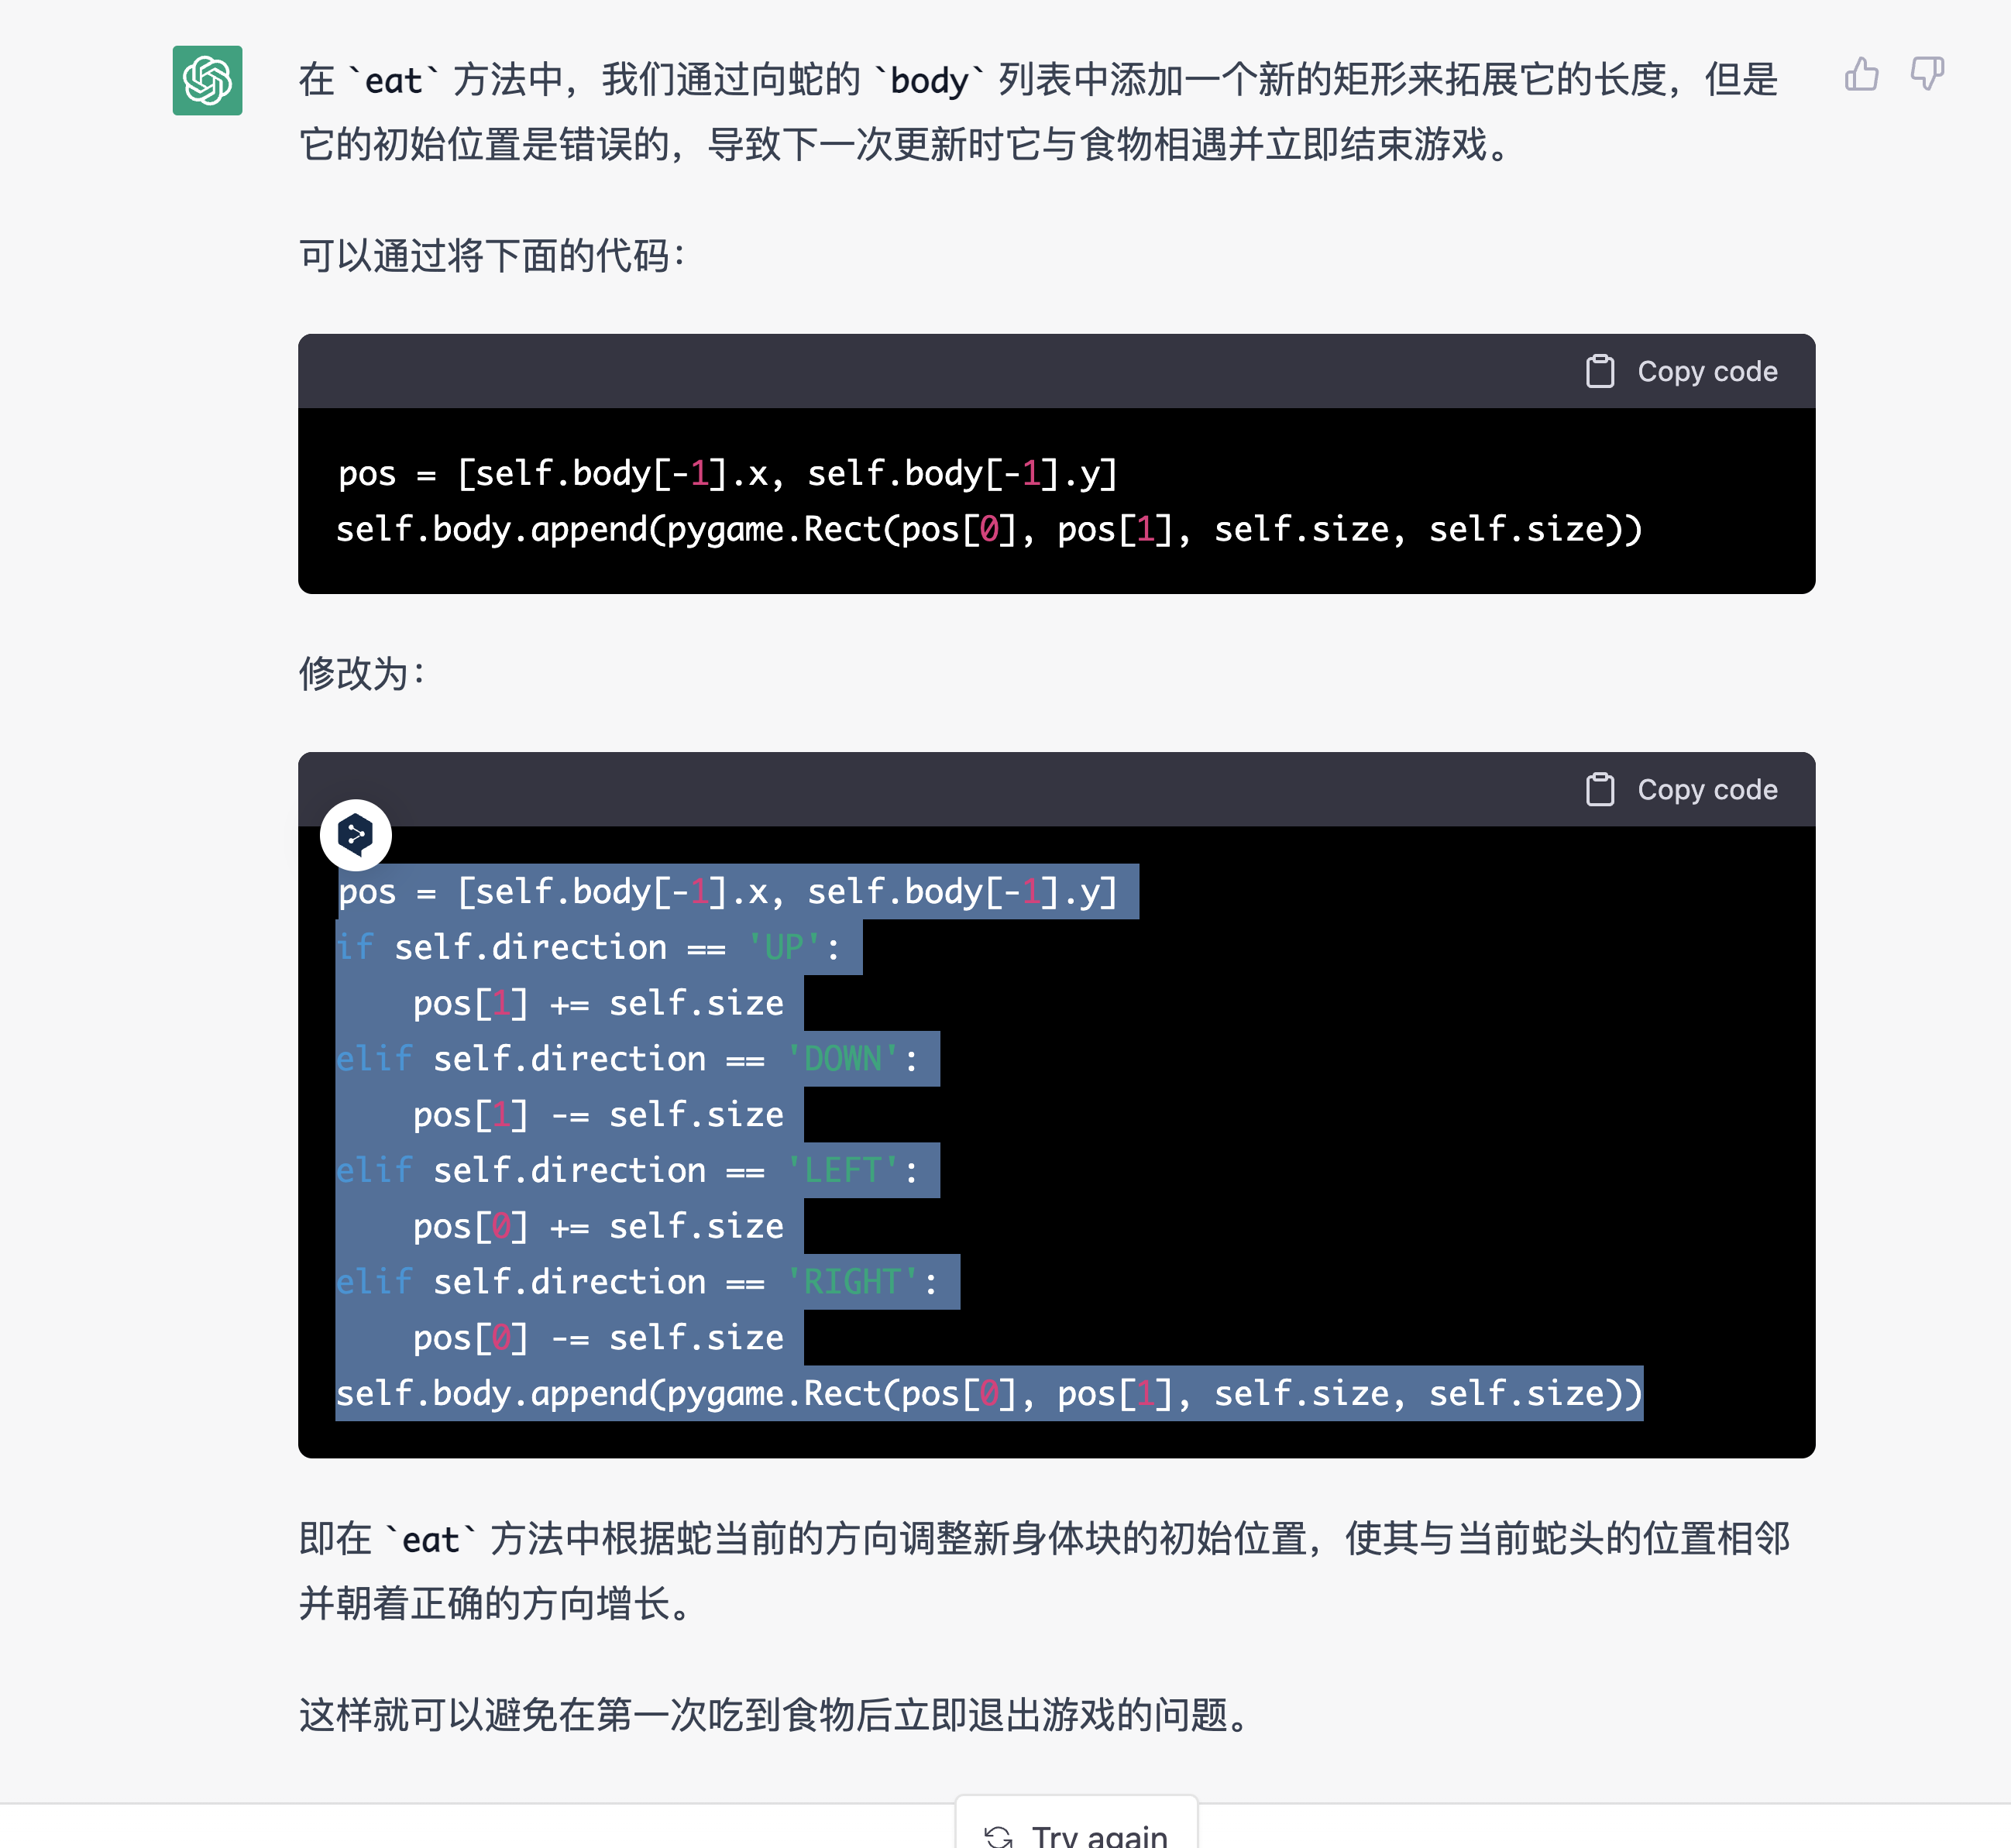 在 `eat` 方法中，我们通过向蛇的 `body` 列表中添加一个新的矩形来拓展它的长度，但是
它的初始位置是错误的，导致下一次更新时它与食物相遇并立即结束游戏。
可以通过将下面的代码：
Copy code
pos = [self.body[-1].x, self.body[-1].y]
self.body.append(pygame.Rect(pos[0], pos[1], self.size, self.size))
修改为：
Copy code
pos = [self.body[-1].x, self.body[-1].y]
if self.direction == 'UP':
    pos[1] += self.size
elif self.direction == 'DOWN':
    pos[1] -= self.size
elif self.direction == 'LEFT':
    pos[0] += self.size
elif self.direction == 'RIGHT':
    pos[0] -= self.size
self.body.append(pygame.Rect(pos[0], pos[1], self.size, self.size))
即在 `eat` 方法中根据蛇当前的方向调整新身体块的初始位置，使其与当前蛇头的位置相邻
并朝着正确的方向增长。
这样就可以避免在第一次吃到食物后立即退出游戏的问题。
Try again